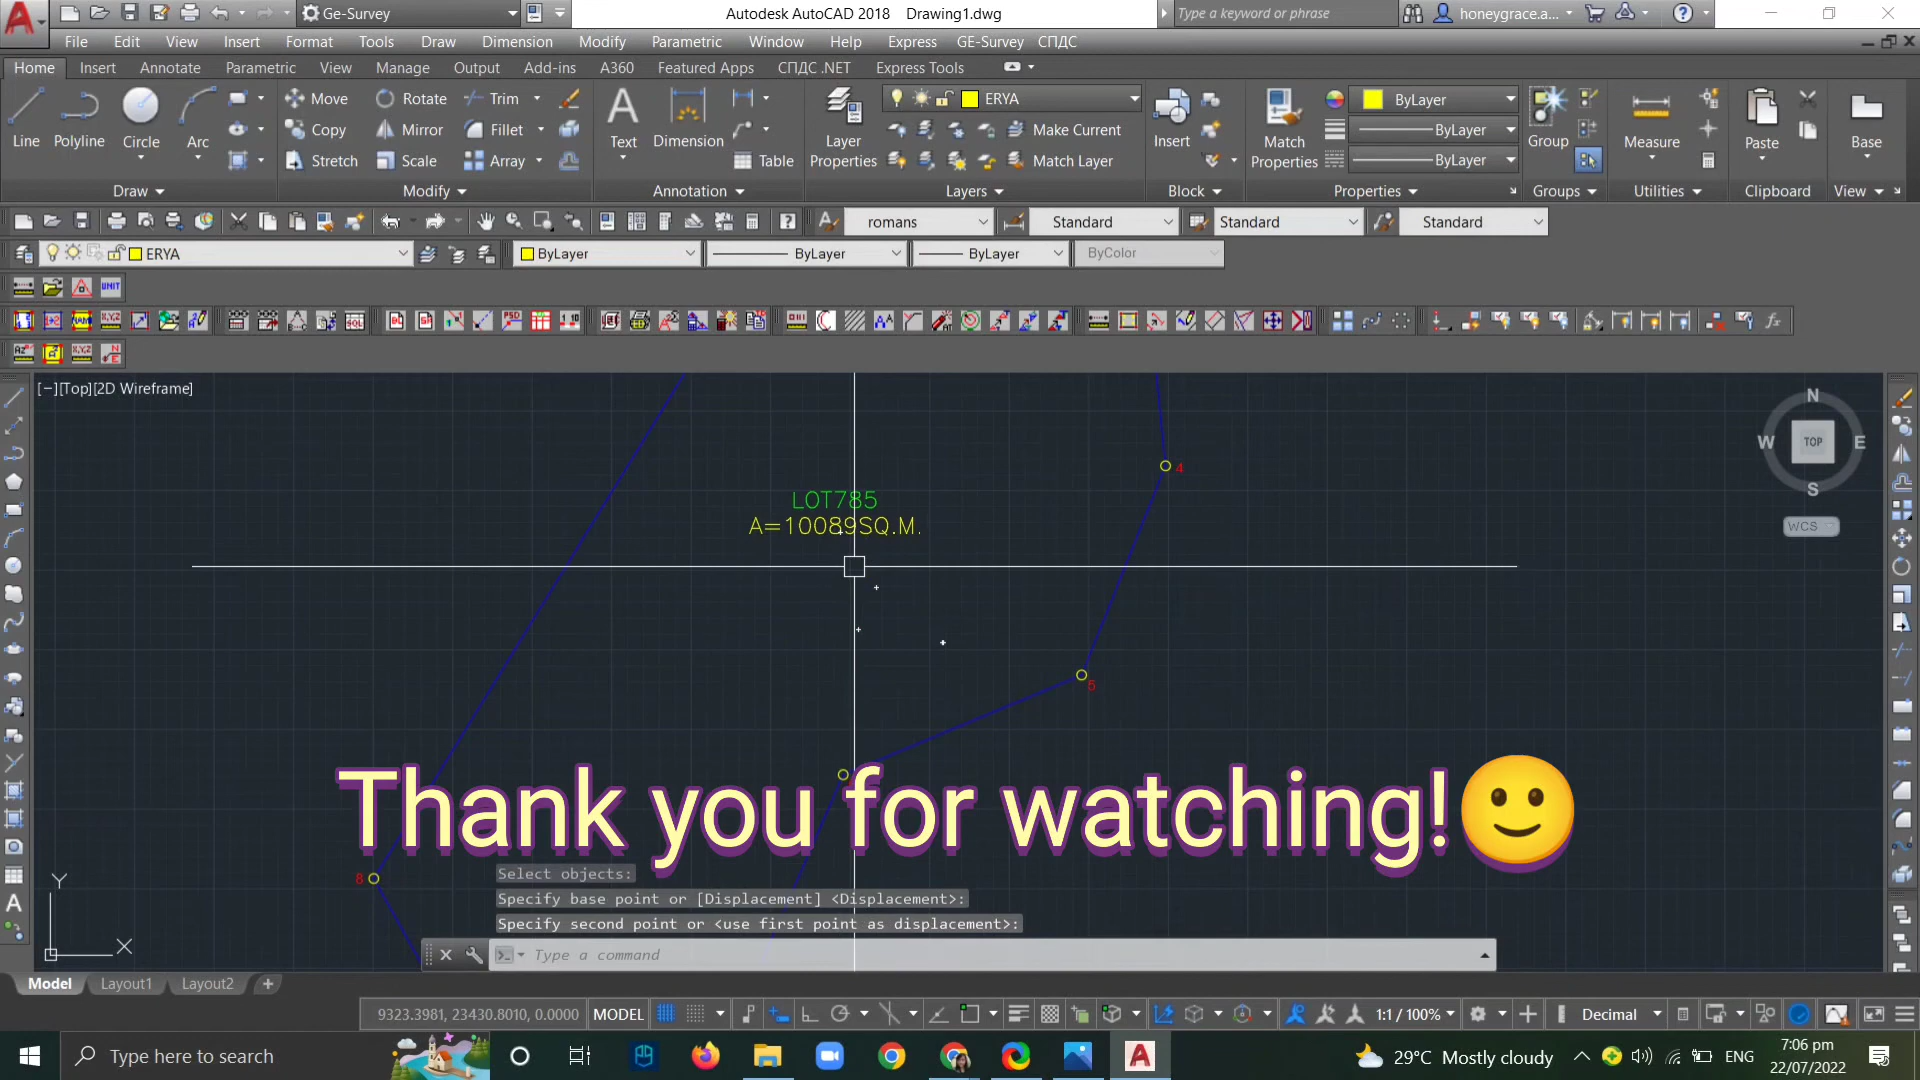 Ge-Survey
Autodesk AutoCAD 2018 Drawing1.dwg
Type a keyword or phrase
honeygrace.a...
File Edit View Insert Format Tools Draw Dimension Modify Parametric Window Help Express GE-Survey СПДС
Home Insert Annotate Parametric View Manage Output Add-ins A360 Featured Apps СПДС .NET Express Tools
Line Polyline Circle Arc
Move Rotate Trim
Copy Mirror Fillet
Stretch Scale Array
Text Dimension Table
Layer Properties
ERYA
Make Current
Match Layer
Insert
Match Properties
ByLayer
ByLayer
ByLayer
Group Measure Paste Base
Draw Modify Annotation Layers Block Properties Groups Utilities Clipboard View
romans Standard Standard Standard
ERYA ByLayer ByLayer ByLayer ByColor
UNIT
[−][Top][2D Wireframe]
N
W TOP E
S
WCS
4
LOT785
A=10089SQ.M.
5
Thank you for watching!
8
Select objects:
Specify base point or [Displacement] <Displacement>:
Specify second point or <use first point as displacement>:
Type a command
Y
X
Model Layout1 Layout2 +
9323.3981, 23430.8010, 0.0000 MODEL 1:1 / 100% Decimal
Type here to search
29°C Mostly cloudy
ENG
7:06 pm
22/07/2022